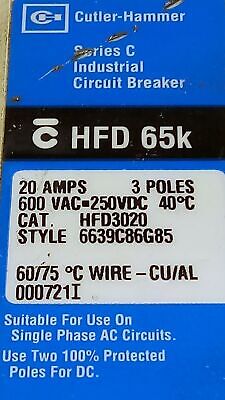 Cutler-Hammer
Series C
Industrial
Circuit Breaker
C HFD 65k
20 AMPS 3 POLES
600 VAC=250VDC 40°C
CAT. HFD3020
STYLE 6639C86G85
60/75 °C WIRE-CU/AL
000721I
Suitable For Use On
Single Phase AC Circuits.
Use Two 100% Protected
Poles For DC.